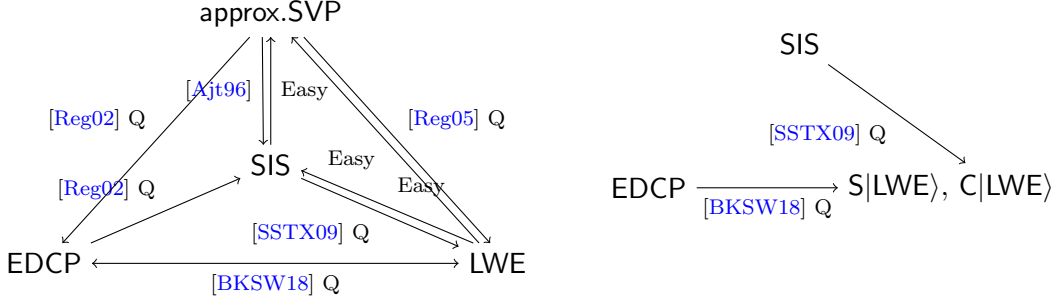 approx.SVP
SIS
[Ajt96]
Easy
[Reg02] Q
[Reg05] Q
[SSTX09] Q
SIS
Easy
[Reg02] Q
Easy
EDCP
S|LWE⟩, C|LWE⟩
[BKSW18] Q
[SSTX09] Q
EDCP
LWE
[BKSW18] Q